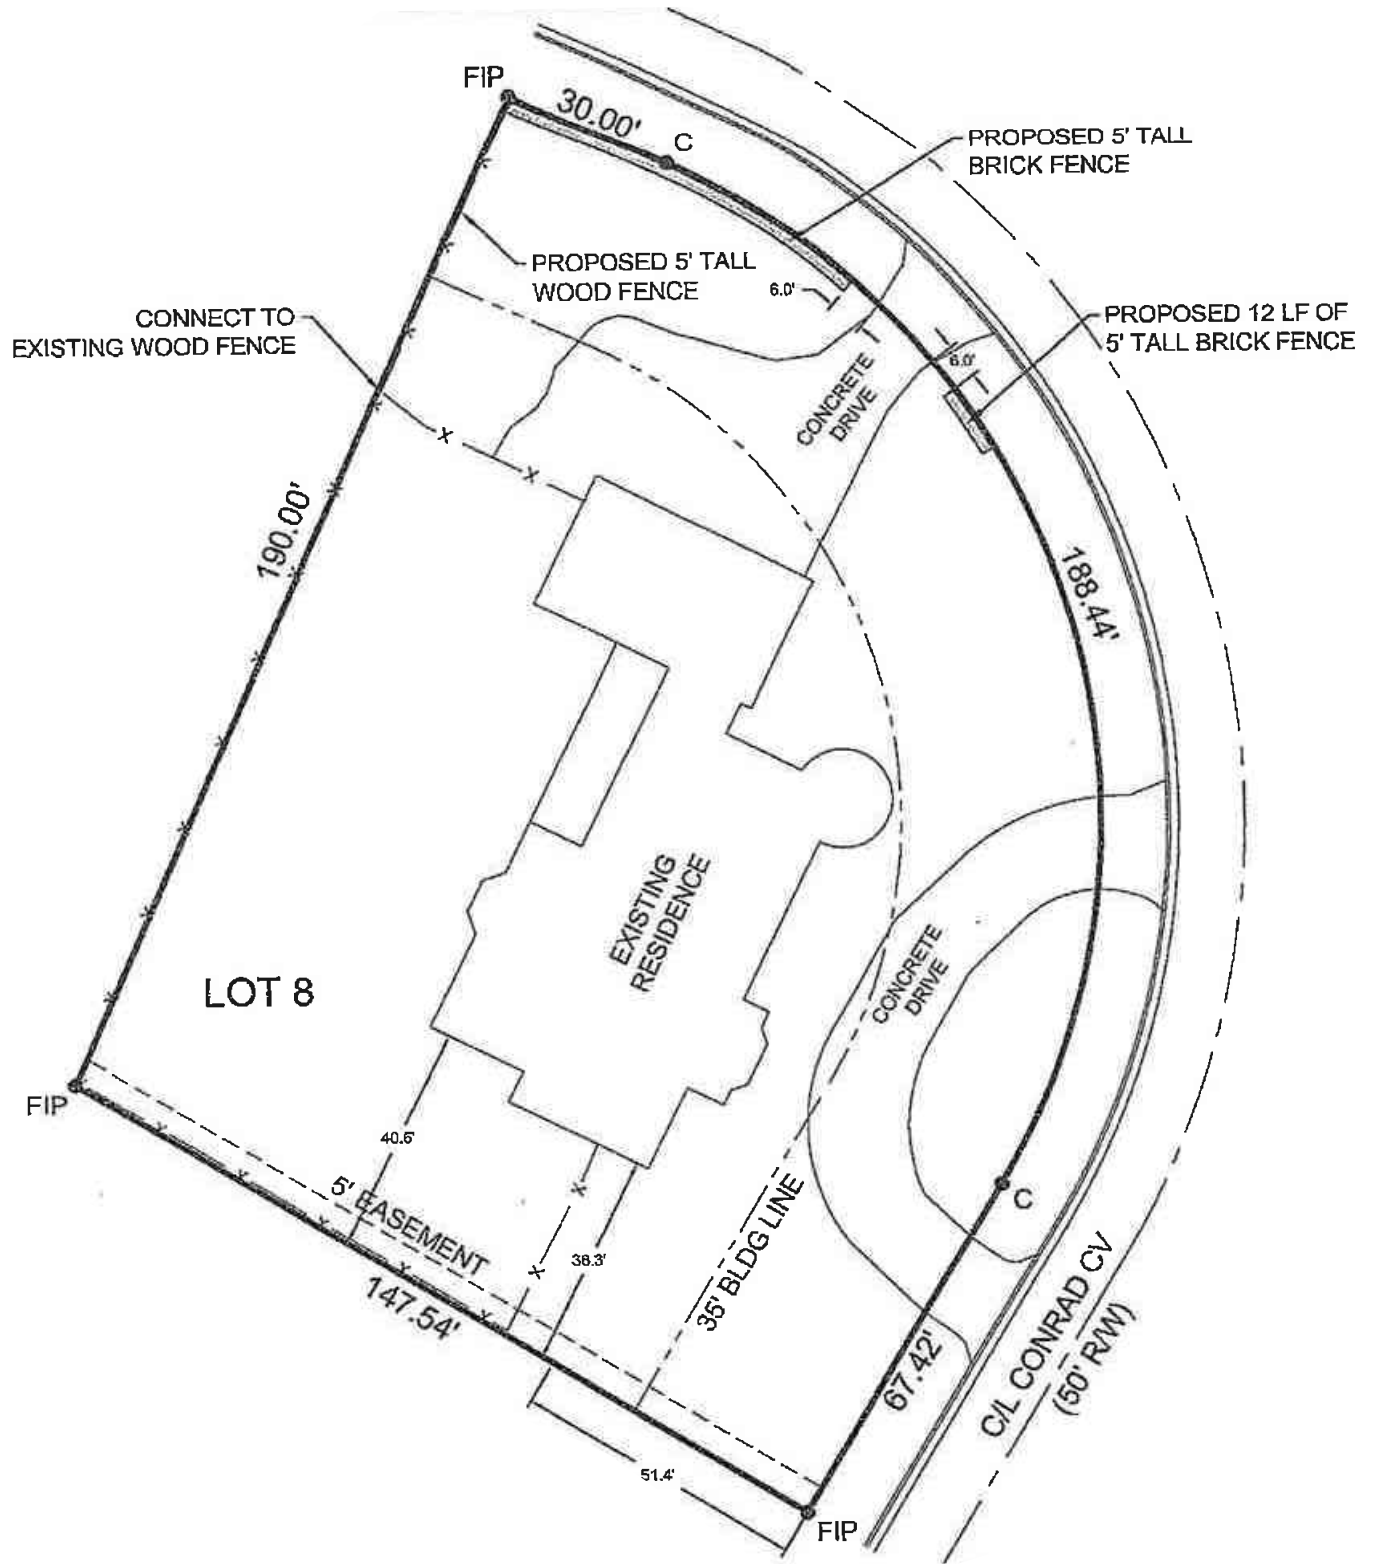 FIP
30.00'
C
PROPOSED 5' TALL
BRICK FENCE
PROPOSED 5' TALL
WOOD FENCE
6.0'
CONNECT TO
EXISTING WOOD FENCE
PROPOSED 12 LF OF
5' TALL BRICK FENCE
6.0'
CONCRETE
DRIVE
X
X
190.00'
188.44'
EXISTING
RESIDENCE
CONCRETE
DRIVE
LOT 8
FIP
40.6'
5' EASEMENT
X
X
38.3'
35' BLDG LINE
C
147.54'
67.42'
C/L CONRAD CV
(50' R/W)
51.4'
FIP